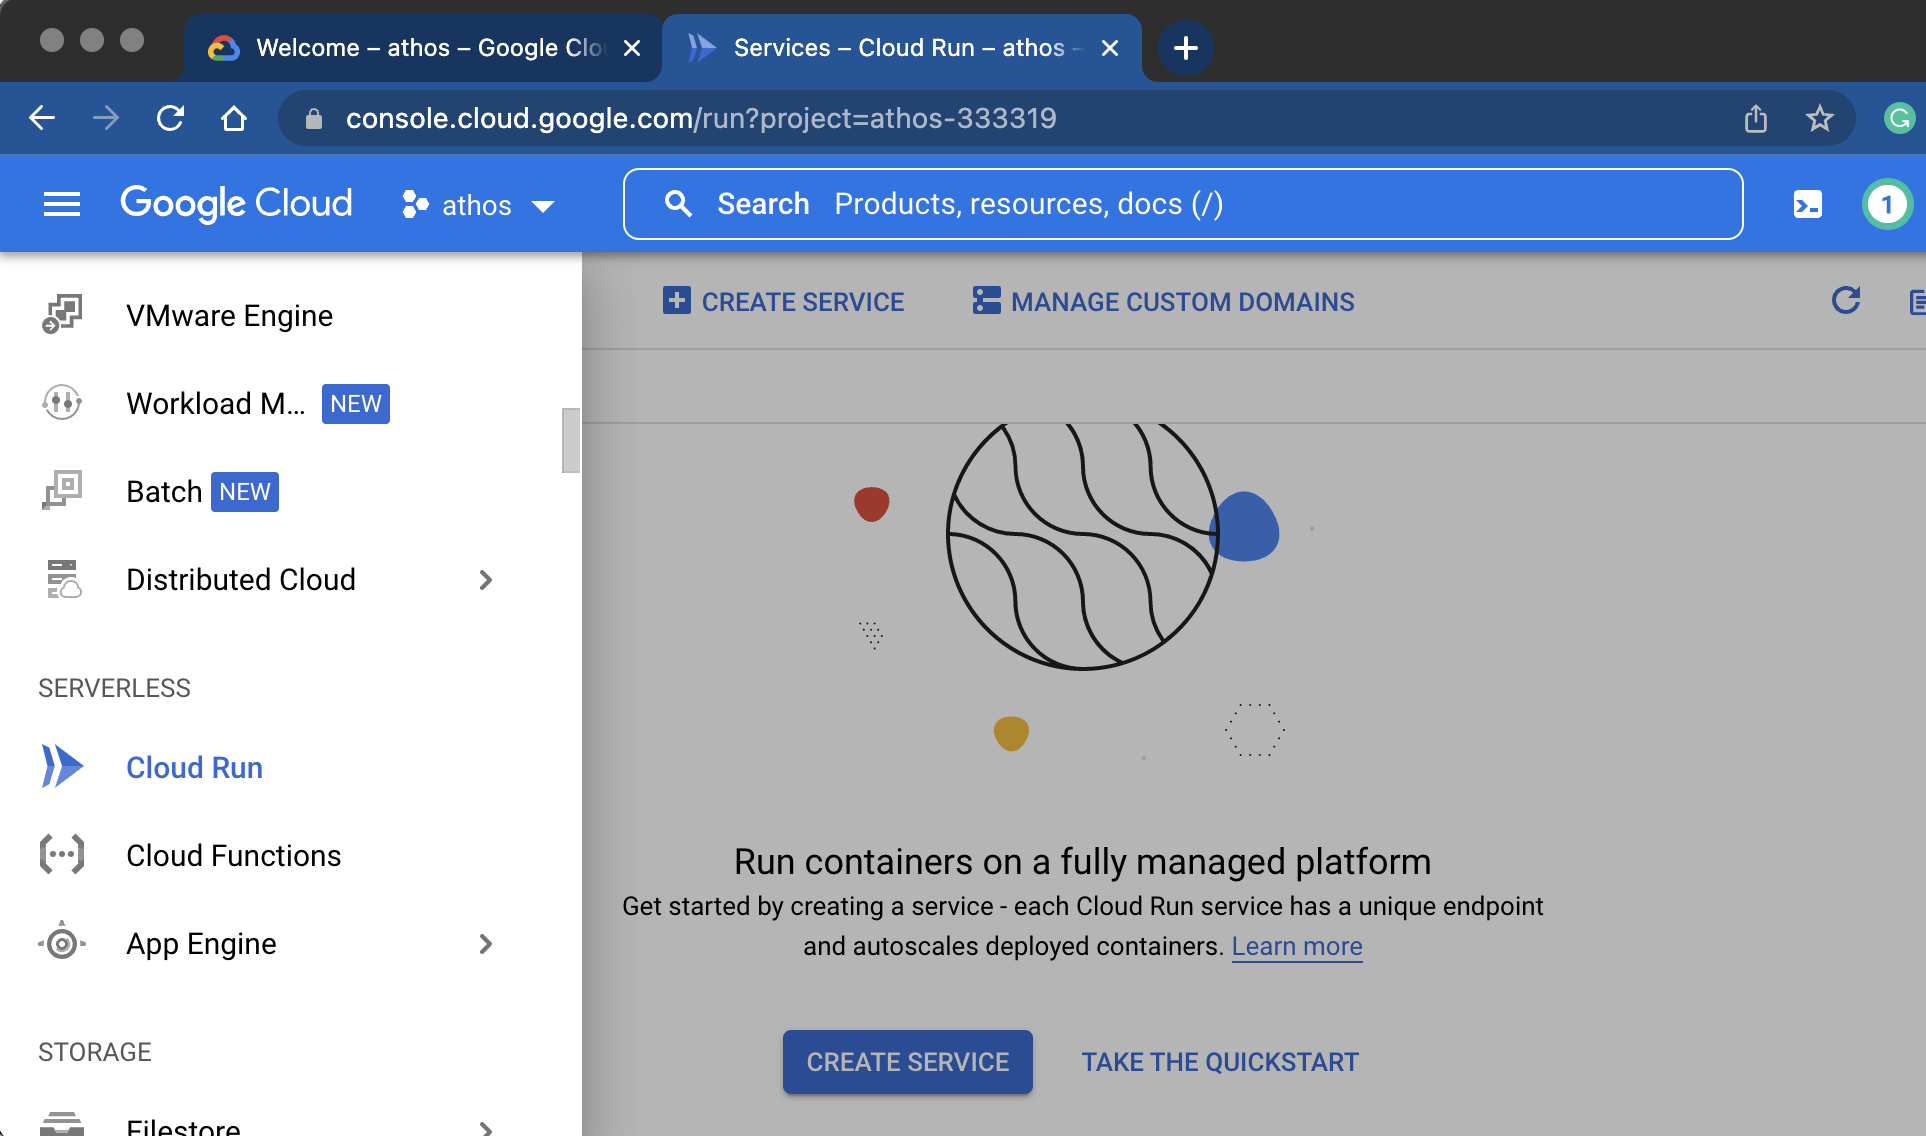 Welcome – athos – Google Clo
Services – Cloud Run – athos –
console.cloud.google.com/run?project=athos-333319
G
Google Cloud
athos
Search Products, resources, docs (/)
1
VMware Engine
Workload M... NEW
Batch NEW
Distributed Cloud
SERVERLESS
Cloud Run
Cloud Functions
App Engine
STORAGE
Filestore
CREATE SERVICE
MANAGE CUSTOM DOMAINS
Run containers on a fully managed platform
Get started by creating a service - each Cloud Run service has a unique endpoint
and autoscales deployed containers. Learn more
CREATE SERVICE
TAKE THE QUICKSTART